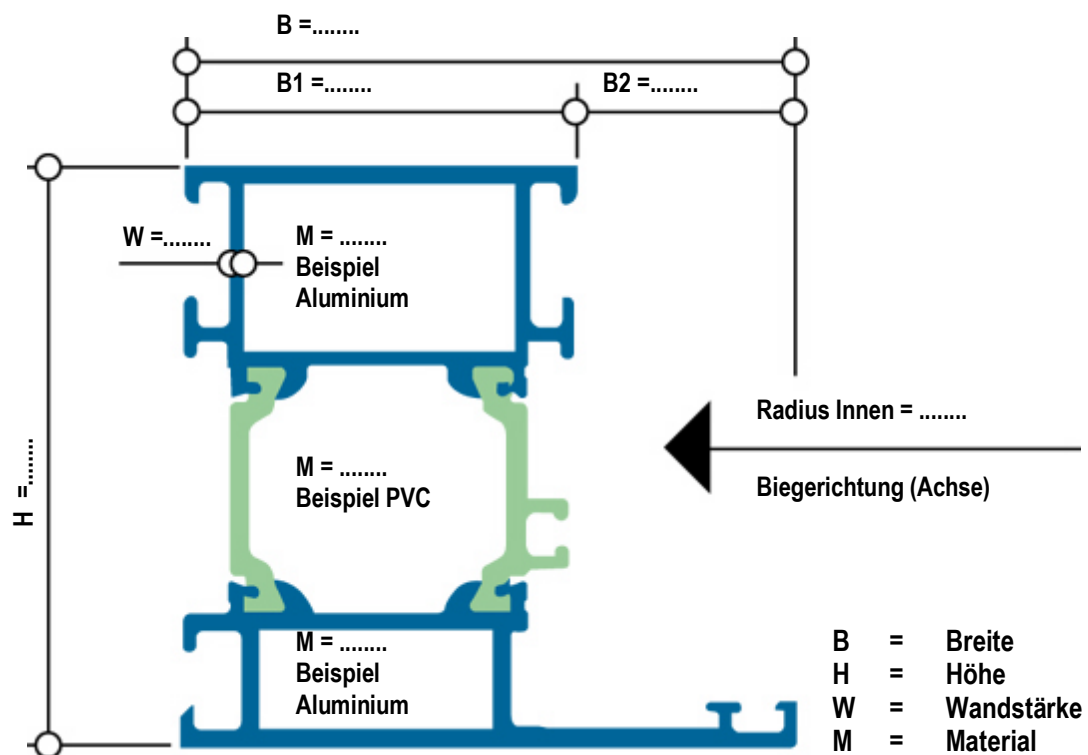 B =........
B1 =........
B2 =........
W =........
M = ........
Beispiel
Aluminium
H =........
Radius Innen = ........
M = ........
Beispiel PVC
Biegerichtung (Achse)
M = ........
Beispiel
Aluminium
B = Breite
H = Höhe
W = Wandstärke
M = Material